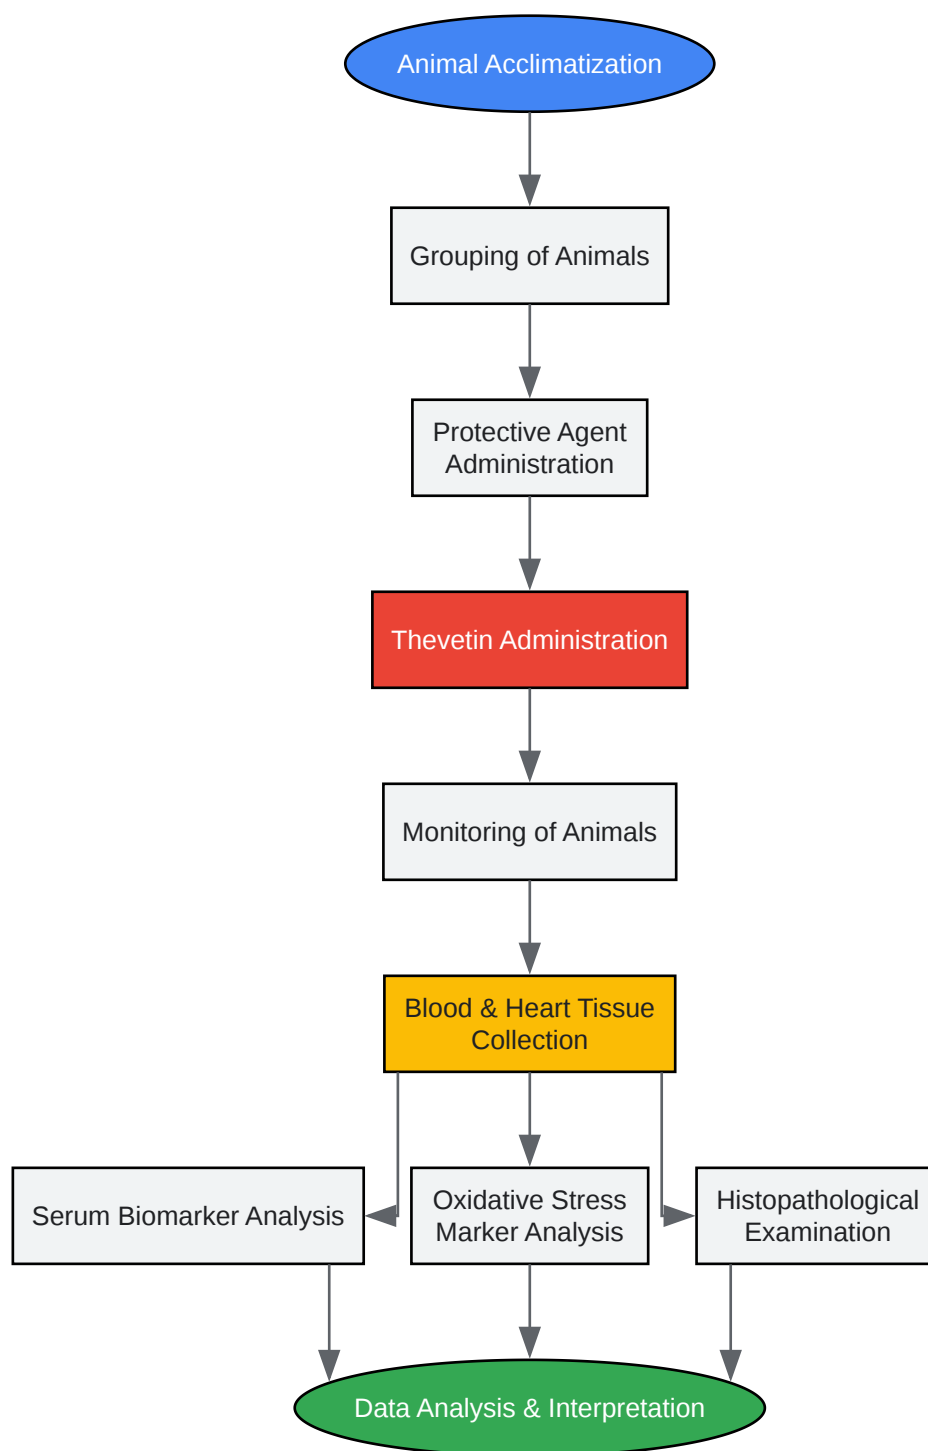 Animal Acclimatization
Grouping of Animals
Protective Agent
Administration
Thevetin Administration
Monitoring of Animals
Blood & Heart Tissue
Collection
Serum Biomarker Analysis
Oxidative Stress
Marker Analysis
Histopathological
Examination
Data Analysis & Interpretation